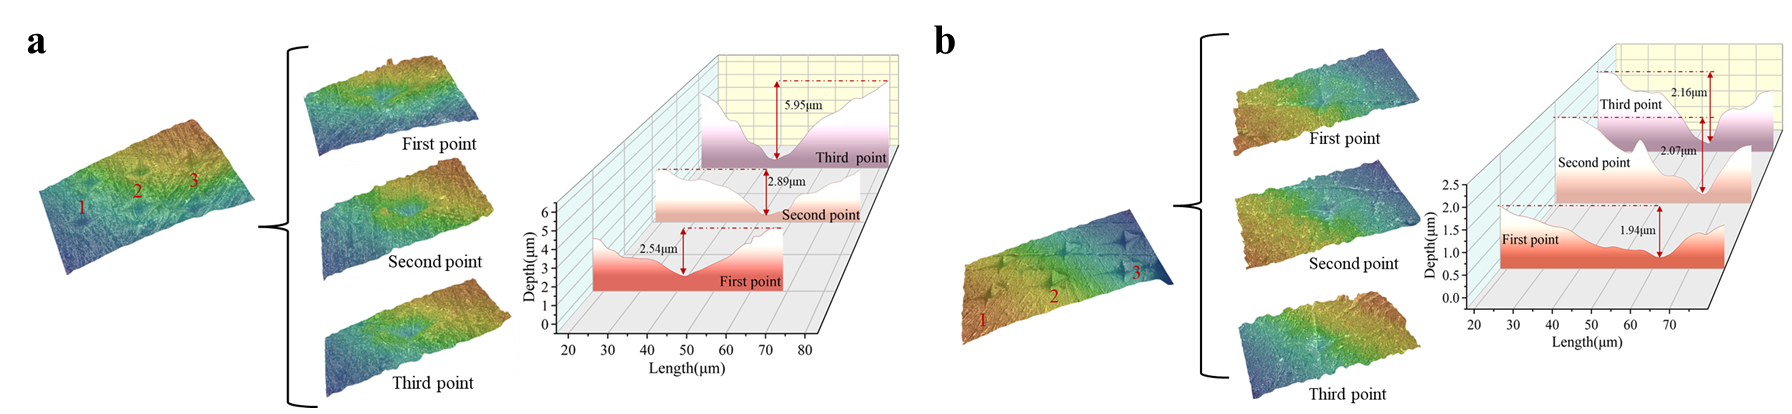 a
1
2
3
First point
Second point
Third point
5.95μm
Third point
2.89μm
Second point
2.54μm
First point
Depth(μm)
6
5
4
3
2
1
0
20 30 40 50 60 70 80
Length(μm)
b
1
2
3
First point
Second point
Third point
2.16μm
Third point
2.07μm
Second point
1.94μm
First point
Depth(μm)
2.5
2.0
1.5
1.0
0.5
0.0
20 30 40 50 60 70
Length(μm)